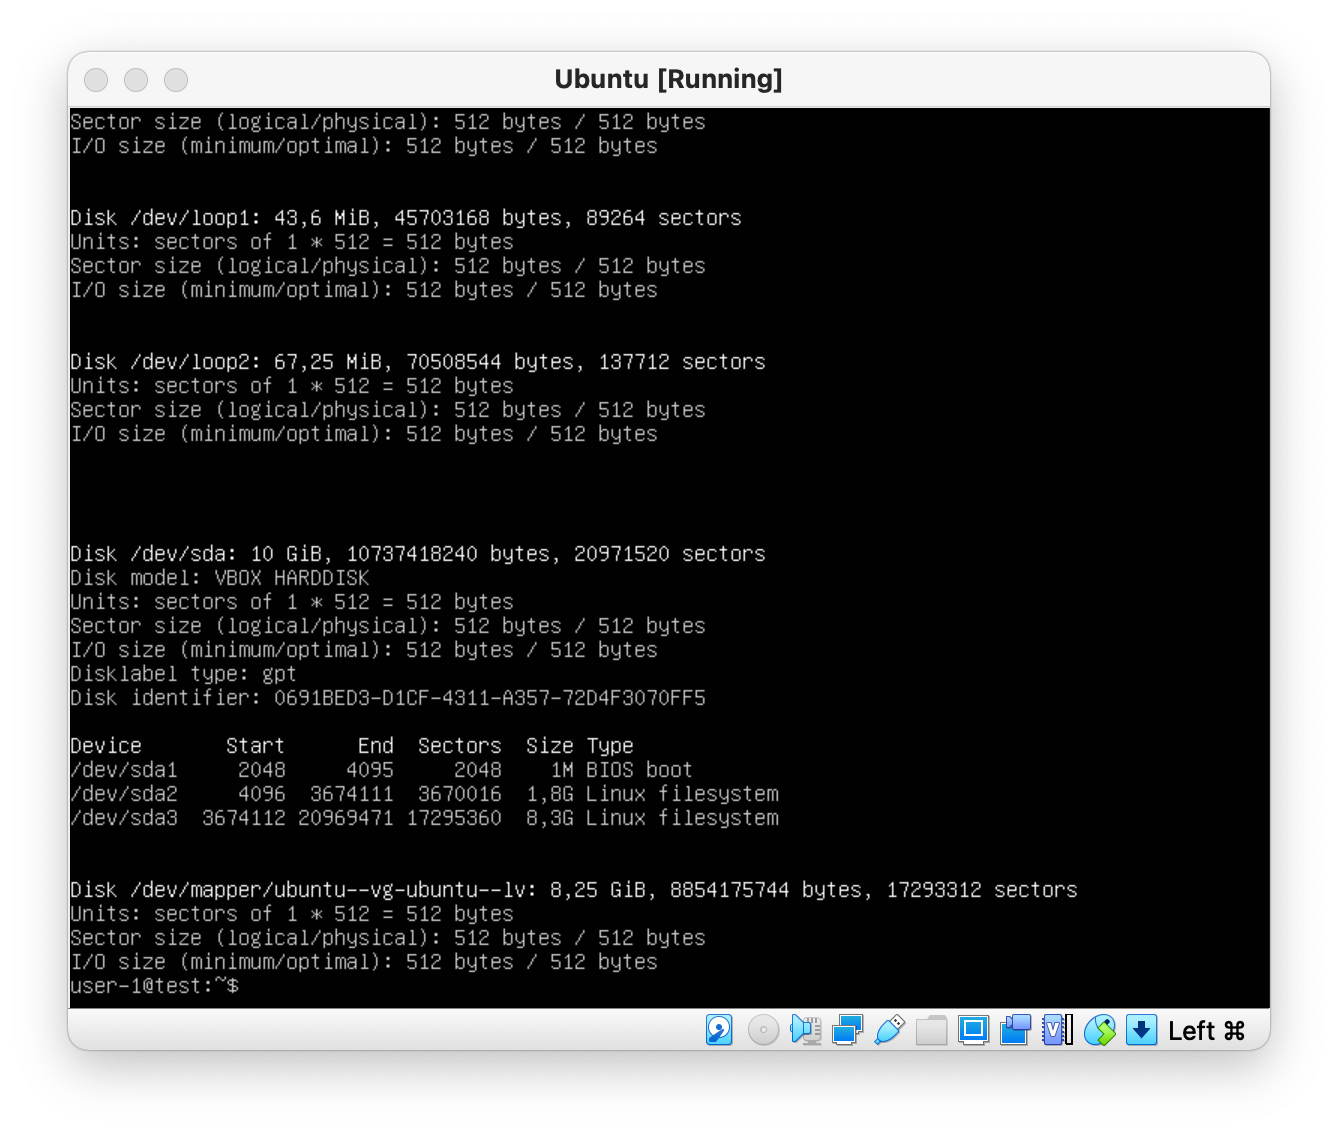 Ubuntu [Running]
Sector size (logical/physical): 512 bytes / 512 bytes
I/O size (minimum/optimal): 512 bytes / 512 bytes
Disk /dev/loop1: 43,6 MiB, 45703168 bytes, 89264 sectors
Units: sectors of 1 * 512 = 512 bytes
Sector size (logical/physical): 512 bytes / 512 bytes
I/O size (minimum/optimal): 512 bytes / 512 bytes
Disk /dev/loop2: 67,25 MiB, 70508544 bytes, 137712 sectors
Units: sectors of 1 * 512 = 512 bytes
Sector size (logical/physical): 512 bytes / 512 bytes
I/O size (minimum/optimal): 512 bytes / 512 bytes
Disk /dev/sda: 10 GiB, 10737418240 bytes, 20971520 sectors
Disk model: VBOX HARDDISK
Units: sectors of 1 * 512 = 512 bytes
Sector size (logical/physical): 512 bytes / 512 bytes
I/O size (minimum/optimal): 512 bytes / 512 bytes
Disklabel type: gpt
Disk identifier: 0691BED3-D1CF-4311-A357-72D4F3070FF5
Device       Start      End  Sectors  Size Type
/dev/sda1     2048     4095     2048    1M BIOS boot
/dev/sda2     4096  3674111  3670016  1,8G Linux filesystem
/dev/sda3  3674112 20969471 17295360  8,3G Linux filesystem
Disk /dev/mapper/ubuntu--vg-ubuntu--lv: 8,25 GiB, 8854175744 bytes, 17293312 sectors
Units: sectors of 1 * 512 = 512 bytes
Sector size (logical/physical): 512 bytes / 512 bytes
I/O size (minimum/optimal): 512 bytes / 512 bytes
user-1@test:~$
Left ⌘